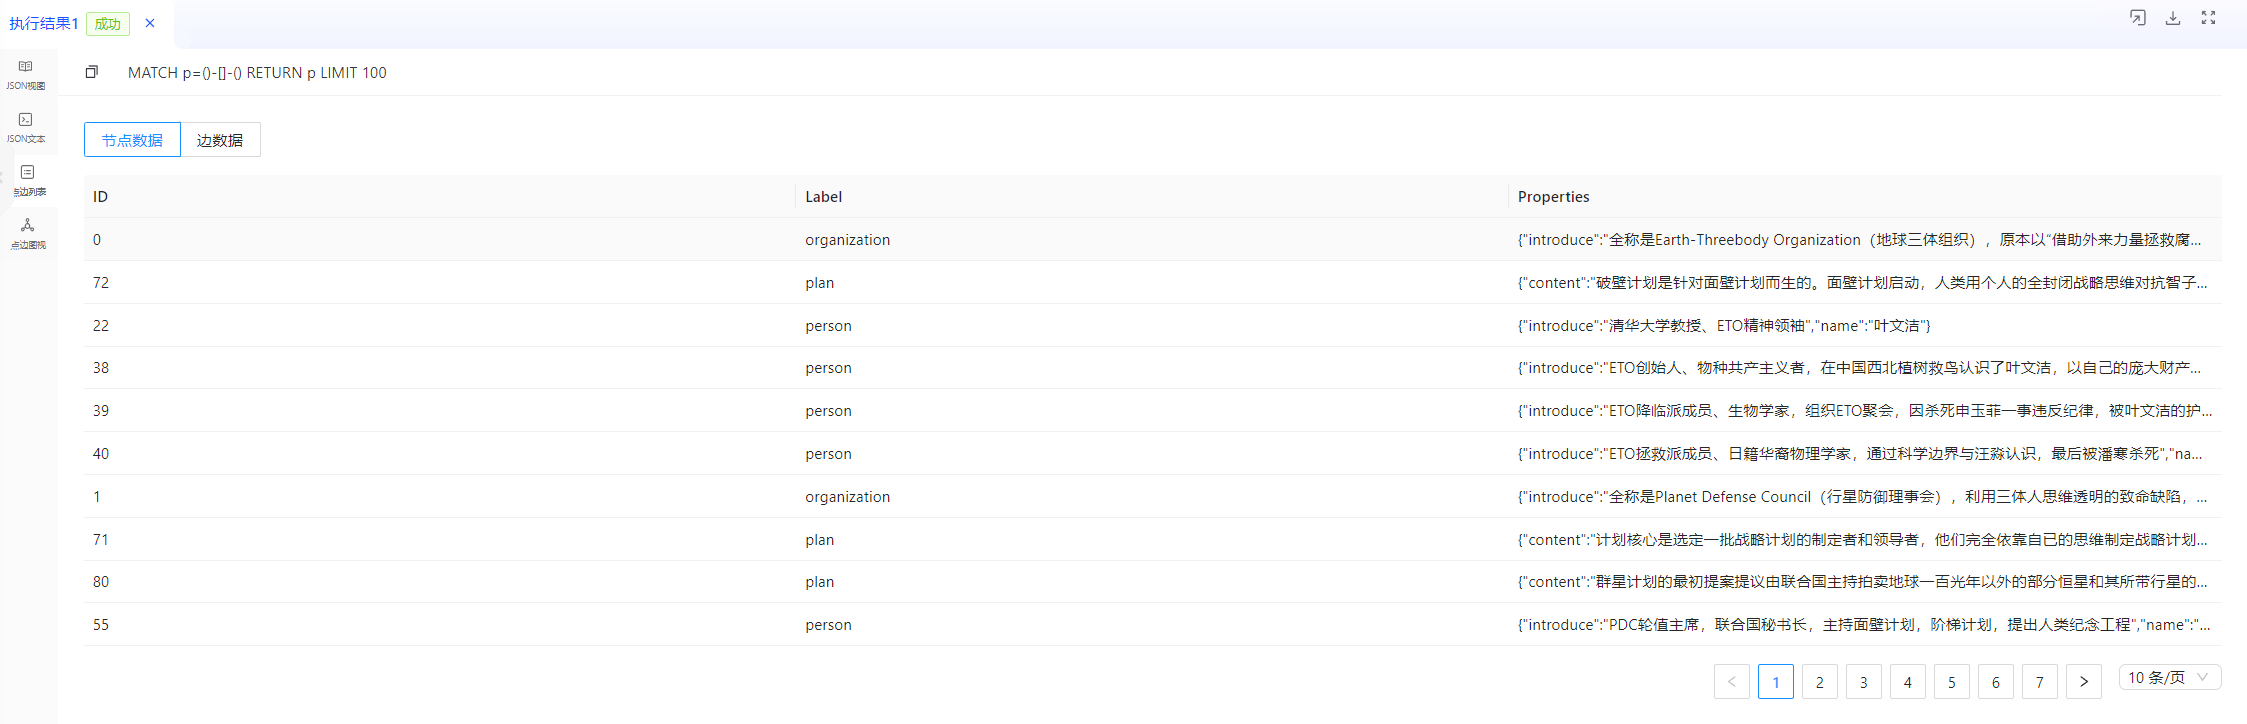 执行结果1 成功
JSON视图
JSON文本
点边列表
点边图视
MATCH p=()-[]-() RETURN p LIMIT 100
节点数据 边数据
ID Label Properties
0 organization {"introduce":"全称是Earth-Threebody Organization（地球三体组织），原本以“借助外来力量拯救腐...
72 plan {"content":"破壁计划是针对面壁计划而生的。面壁计划启动，人类用个人的全封闭战略思维对抗智子...
22 person {"introduce":"清华大学教授、ETO精神领袖","name":"叶文洁"}
38 person {"introduce":"ETO创始人、物种共产主义者，在中国西北植树救鸟认识了叶文洁，以自己的庞大财产...
39 person {"introduce":"ETO降临派成员、生物学家，组织ETO聚会，因杀死申玉菲一事违反纪律，被叶文洁的护...
40 person {"introduce":"ETO拯救派成员、日籍华裔物理学家，通过科学边界与汪淼认识，最后被潘寒杀死","na...
1 organization {"introduce":"全称是Planet Defense Council（行星防御理事会），利用三体人思维透明的致命缺陷，...
71 plan {"content":"计划核心是选定一批战略计划的制定者和领导者，他们完全依靠自已的思维制定战略计划...
80 plan {"content":"群星计划的最初提案提议由联合国主持拍卖地球一百光年以外的部分恒星和其所带行星的...
55 person {"introduce":"PDC轮值主席，联合国秘书长，主持面壁计划，阶梯计划，提出人类纪念工程","name":"...
1 2 3 4 5 6 7 10 条/页